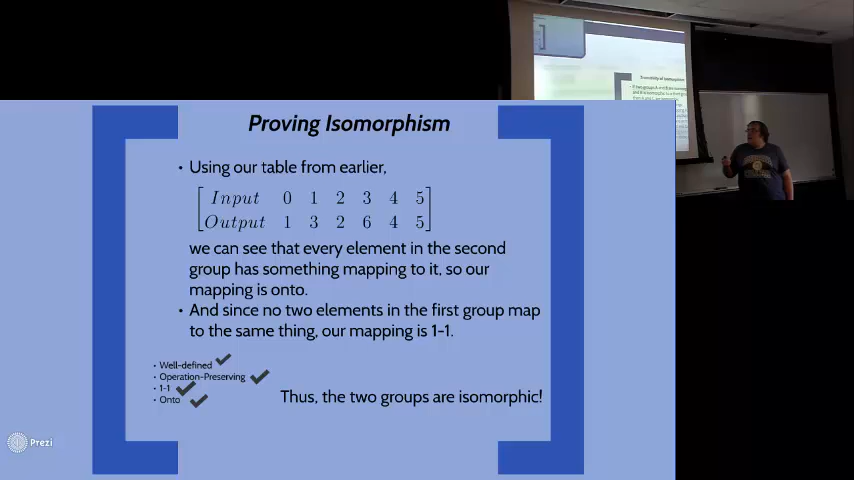 Proving Isomorphism
• Using our table from earlier,
Input 0 1 2 3 4 5
Output 1 3 2 6 4 5
we can see that every element in the second
group has something mapping to it, so our
mapping is onto.
• And since no two elements in the first group map
to the same thing, our mapping is 1-1.
• Well-defined
• Operation-Preserving
• 1-1
• Onto
Thus, the two groups are isomorphic!
Prezi